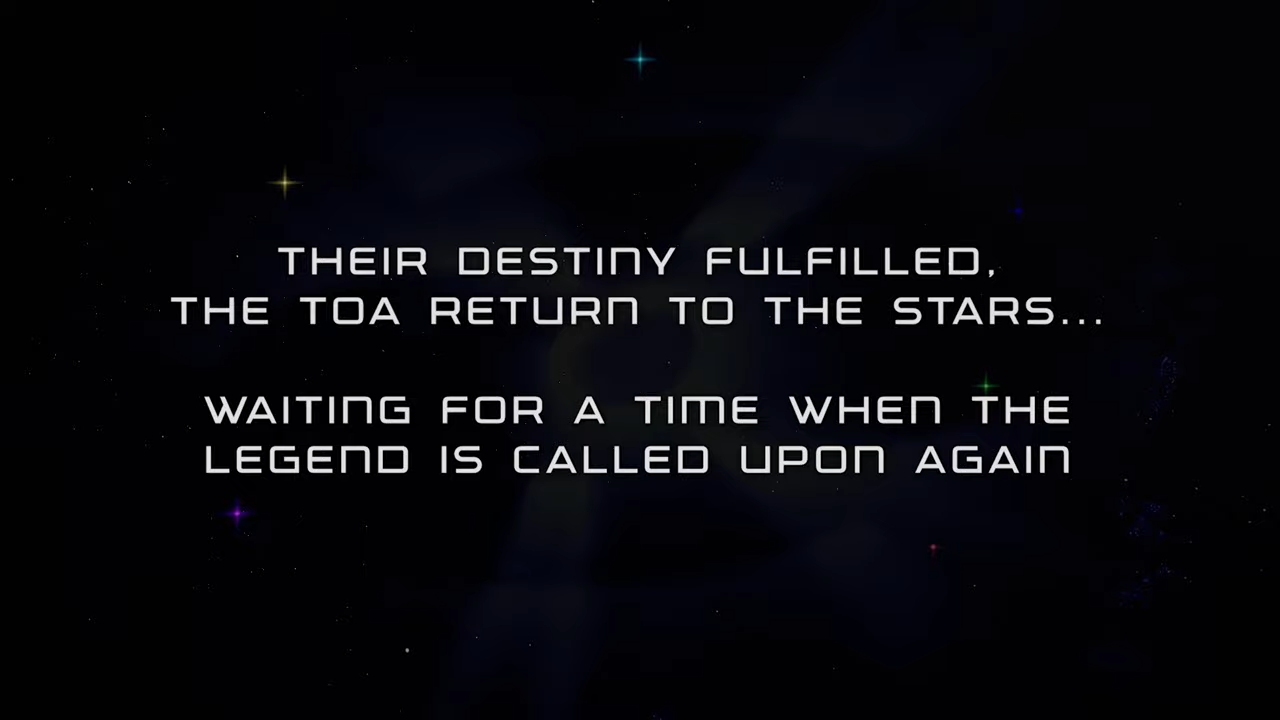 THEIR DESTINY FULFILLED,
THE TOA RETURN TO THE STARS...
WAITING FOR A TIME WHEN THE
LEGEND IS CALLED UPON AGAIN